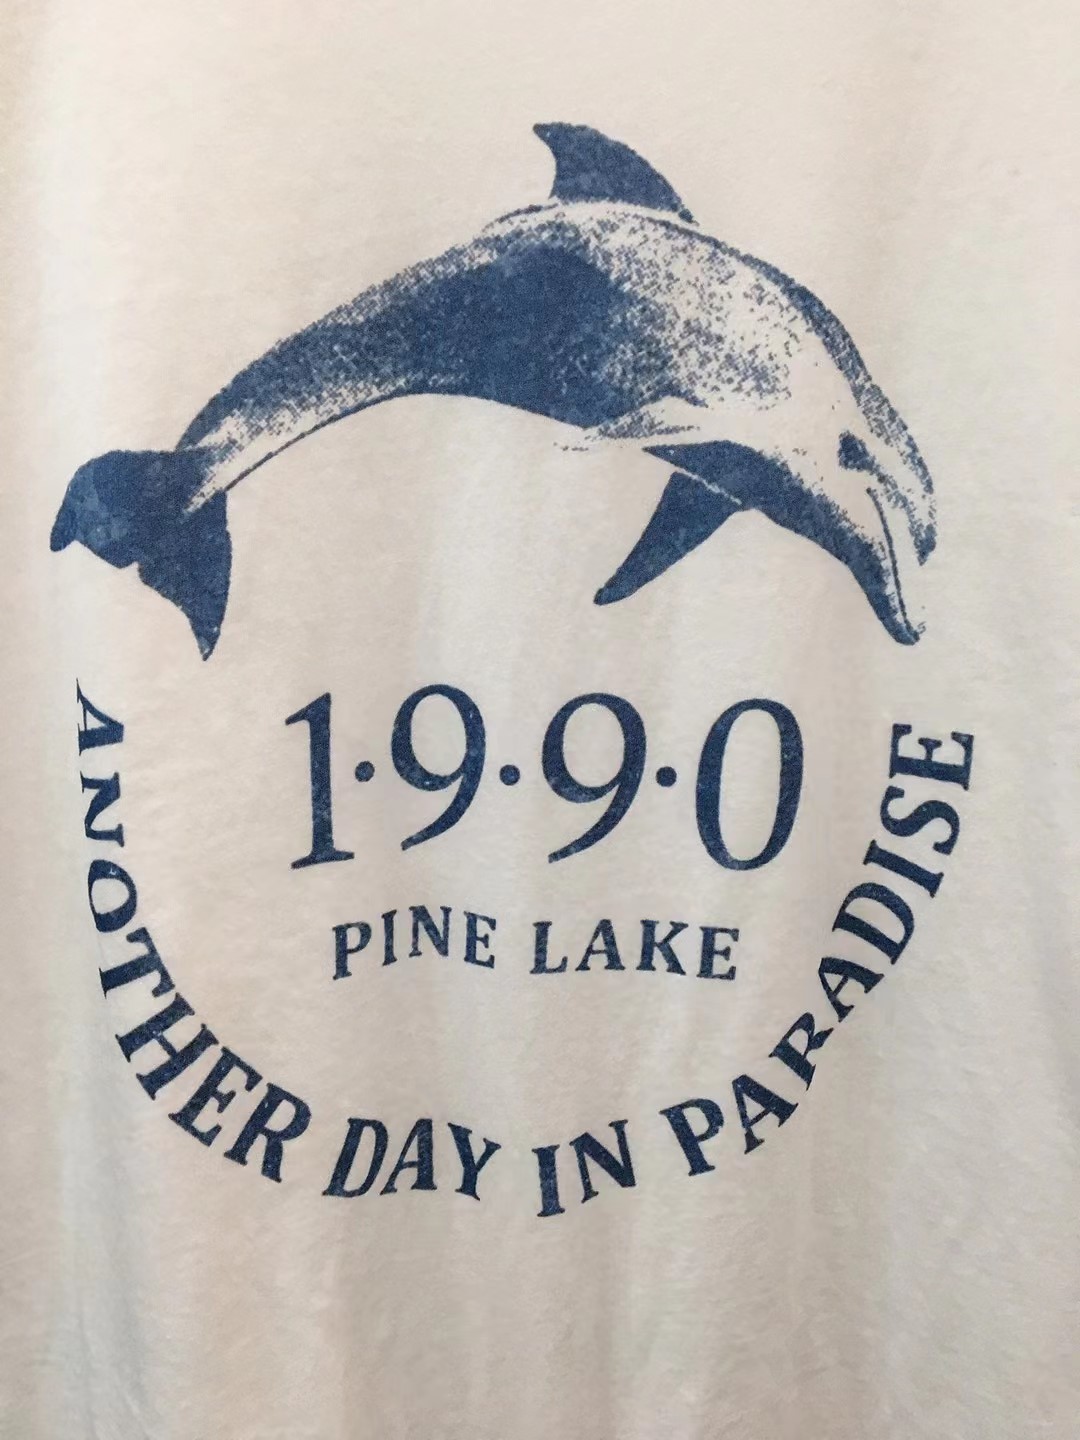 1·9·9·0
PINE LAKE
ANOTHER DAY IN PARADISE